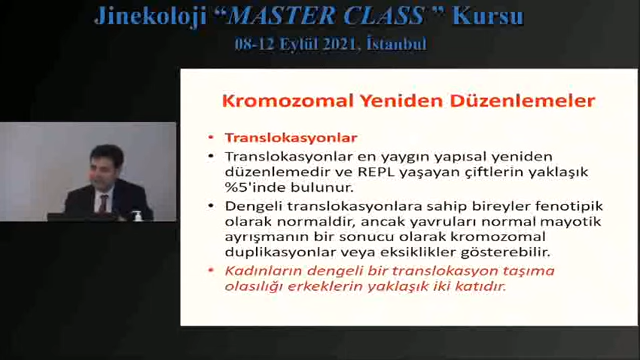 Jinekoloji “MASTER CLASS ” Kursu
08-12 Eylül 2021, İstanbul
Kromozomal Yeniden Düzenlemeler
• Translokasyonlar
• Translokasyonlar en yaygın yapısal yeniden
düzenlemedir ve REPL yaşayan çiftlerin yaklaşık
%5'inde bulunur.
• Dengeli translokasyonlara sahip bireyler fenotipik
olarak normaldir, ancak yavruları normal mayotik
ayrışmanın bir sonucu olarak kromozomal
duplikasyonlar veya eksiklikler gösterebilir.
• Kadınların dengeli bir translokasyon taşıma
olasılığı erkeklerin yaklaşık iki katıdır.